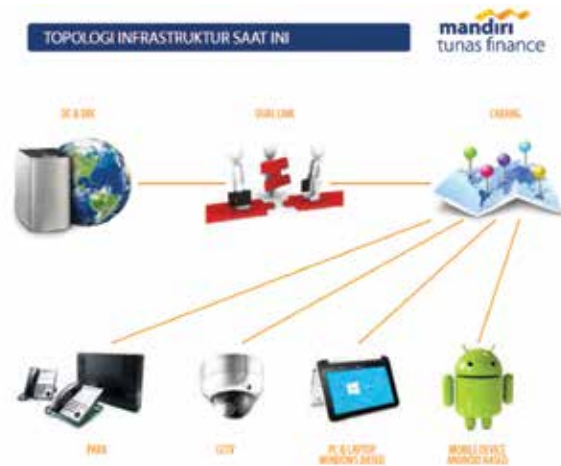 TOPOLOGI INFRASTRUKTUR SAAT INI
mandiri
tunas finance
DC & DRC
DUAL LINK
CABANG
PABX
CCTV
PC & LAPTOP
WINDOWS BASED
MOBILE DEVICE
ANDROID BASED